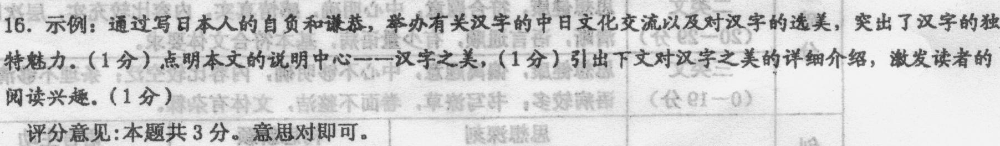 16. 示例：通过写日本人的自负和谦恭，举办有关汉字的中日文化交流以及对汉字的选美，突出了汉字的独
特魅力。(1分)点明本文的说明中心——汉字之美，(1分)引出下文对汉字之美的详细介绍，激发读者的
阅读兴趣。(1分)
评分意见：本题共3分。意思对即可。